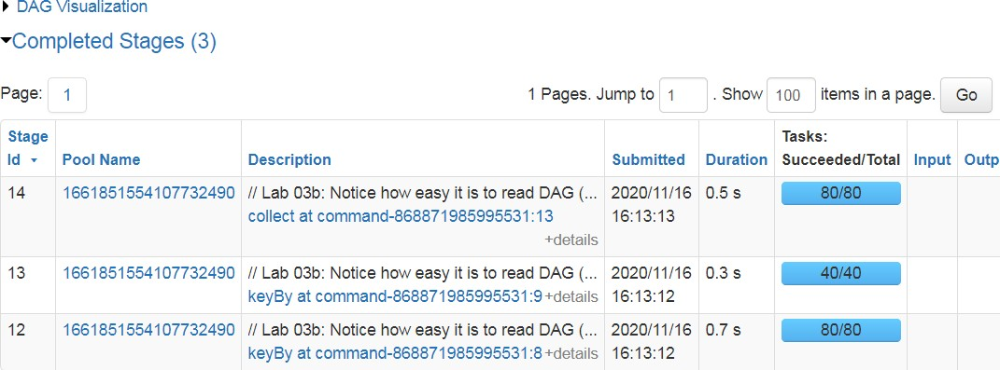 DAG Visualization
Completed Stages (3)
Page: 1 1 Pages. Jump to 1 . Show 100 items in a page. Go
Stage Id Pool Name Description Submitted Duration Tasks: Succeeded/Total Input Outp
14 1661851554107732490 // Lab 03b: Notice how easy it is to read DAG (... 2020/11/16 0.5 s 80/80
collect at command-868871985995531:13 16:13:13
+details
13 1661851554107732490 // Lab 03b: Notice how easy it is to read DAG (... 2020/11/16 0.3 s 40/40
keyBy at command-868871985995531:9 +details 16:13:12
12 1661851554107732490 // Lab 03b: Notice how easy it is to read DAG (... 2020/11/16 0.7 s 80/80
keyBy at command-868871985995531:8 +details 16:13:12